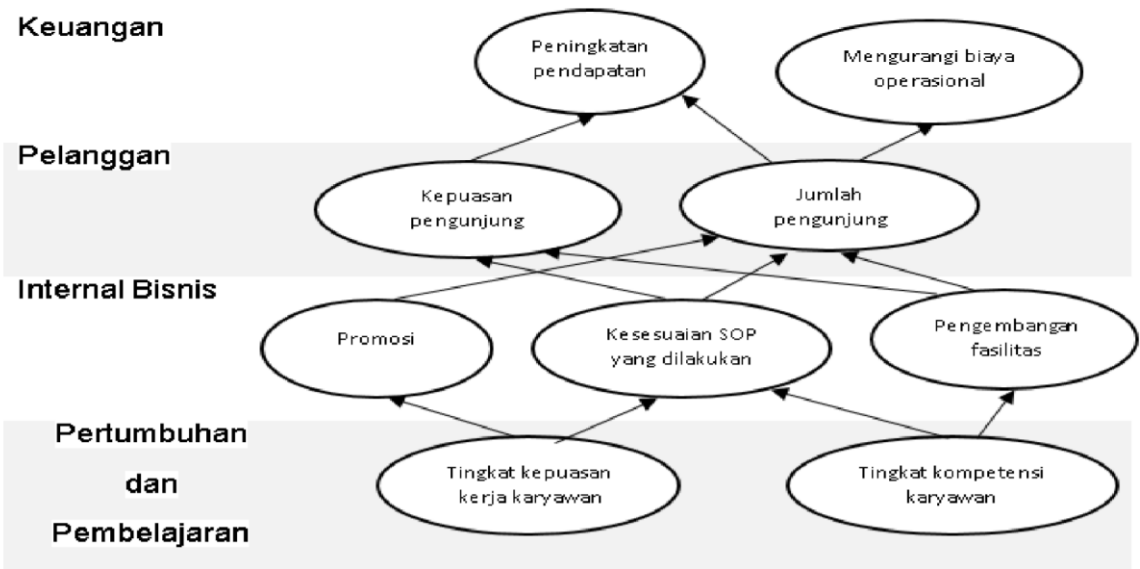 Keuangan
Peningkatan
pendapatan
Mengurangi biaya
operasional
Pelanggan
Kepuasan
pengunjung
Jumlah
pengunjung
Internal Bisnis
Promosi
Kesesuaian SOP
yang dilakukan
Pengembangan
fasilitas
Pertumbuhan
dan
Pembelajaran
Tingkat kepuasan
kerja karyawan
Tingkat kompetensi
karyawan